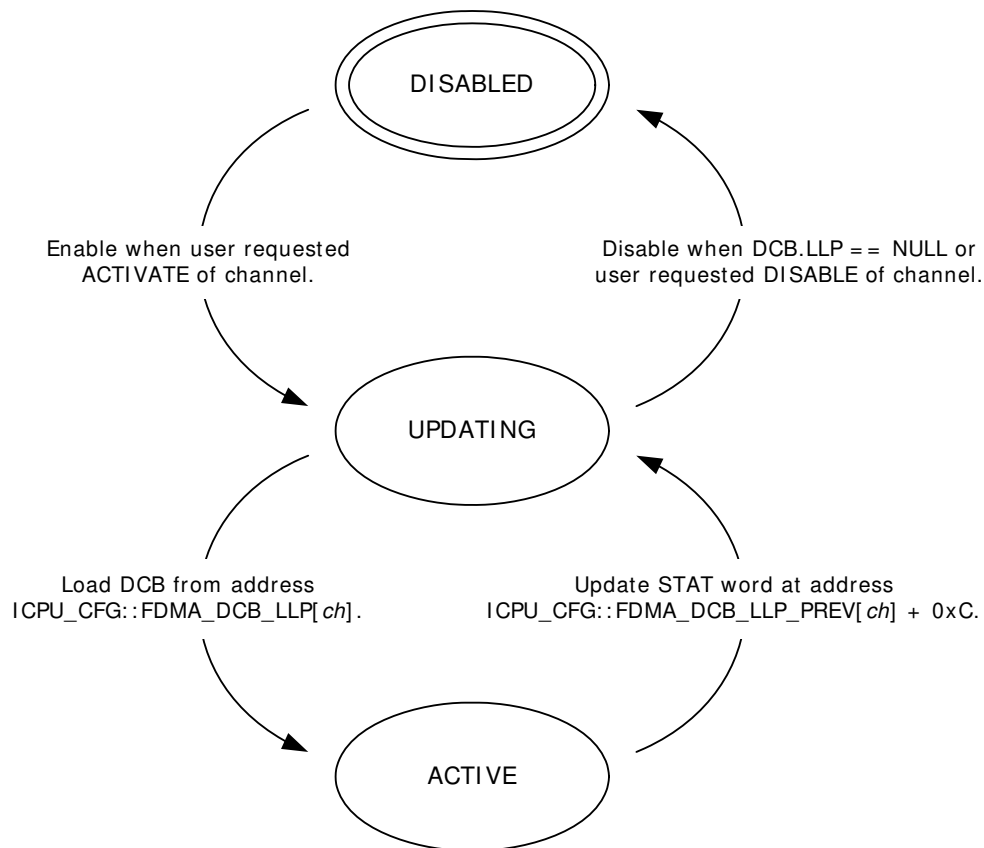 DISABLED
Enable when user requested
ACTIVATE of channel.
Disable when DCB.LLP == NULL or
user requested DISABLE of channel.
UPDATING
Load DCB from address
ICPU_CFG::FDMA_DCB_LLP[ch].
Update STAT word at address
ICPU_CFG::FDMA_DCB_LLP_PREV[ch] + 0xC.
ACTIVE